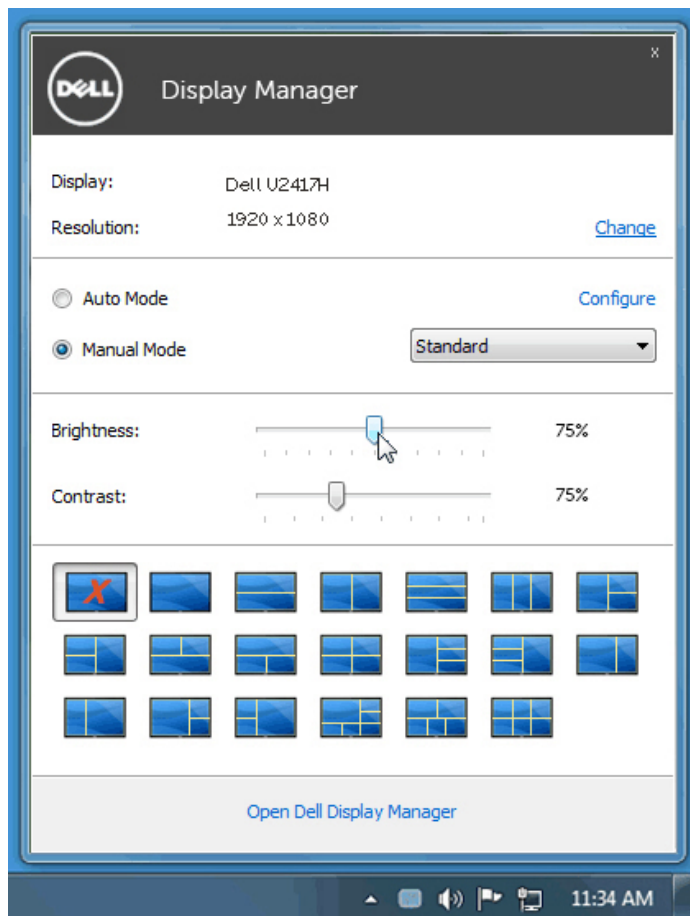 DELL
Display Manager
x
Display:
Dell U2417H
Resolution:
1920 x 1080
Change
Auto Mode
Configure
Manual Mode
Standard
Brightness:
75%
Contrast:
75%
X
Open Dell Display Manager
11:34 AM